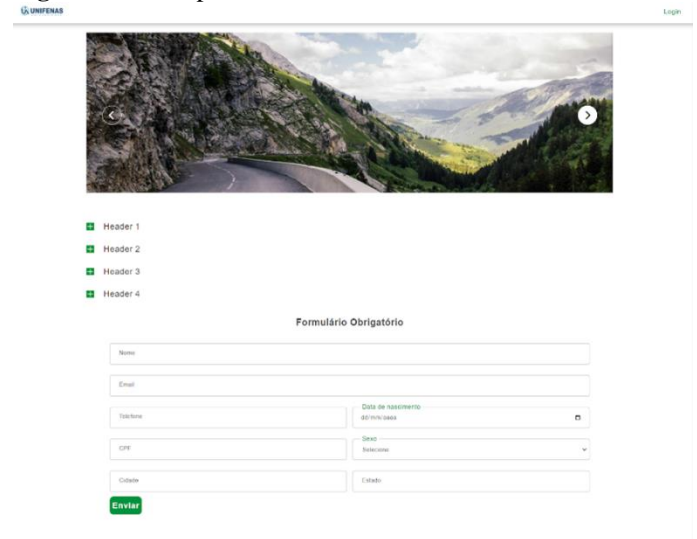 UNIFENAS
Login
Header 1
Header 2
Header 3
Header 4
Formulário Obrigatório
Nome
Email
Telefone
Data de nascimento
dd/mm/aaaa
CPF
Sexo
Selecione
Cidade
Estado
Enviar